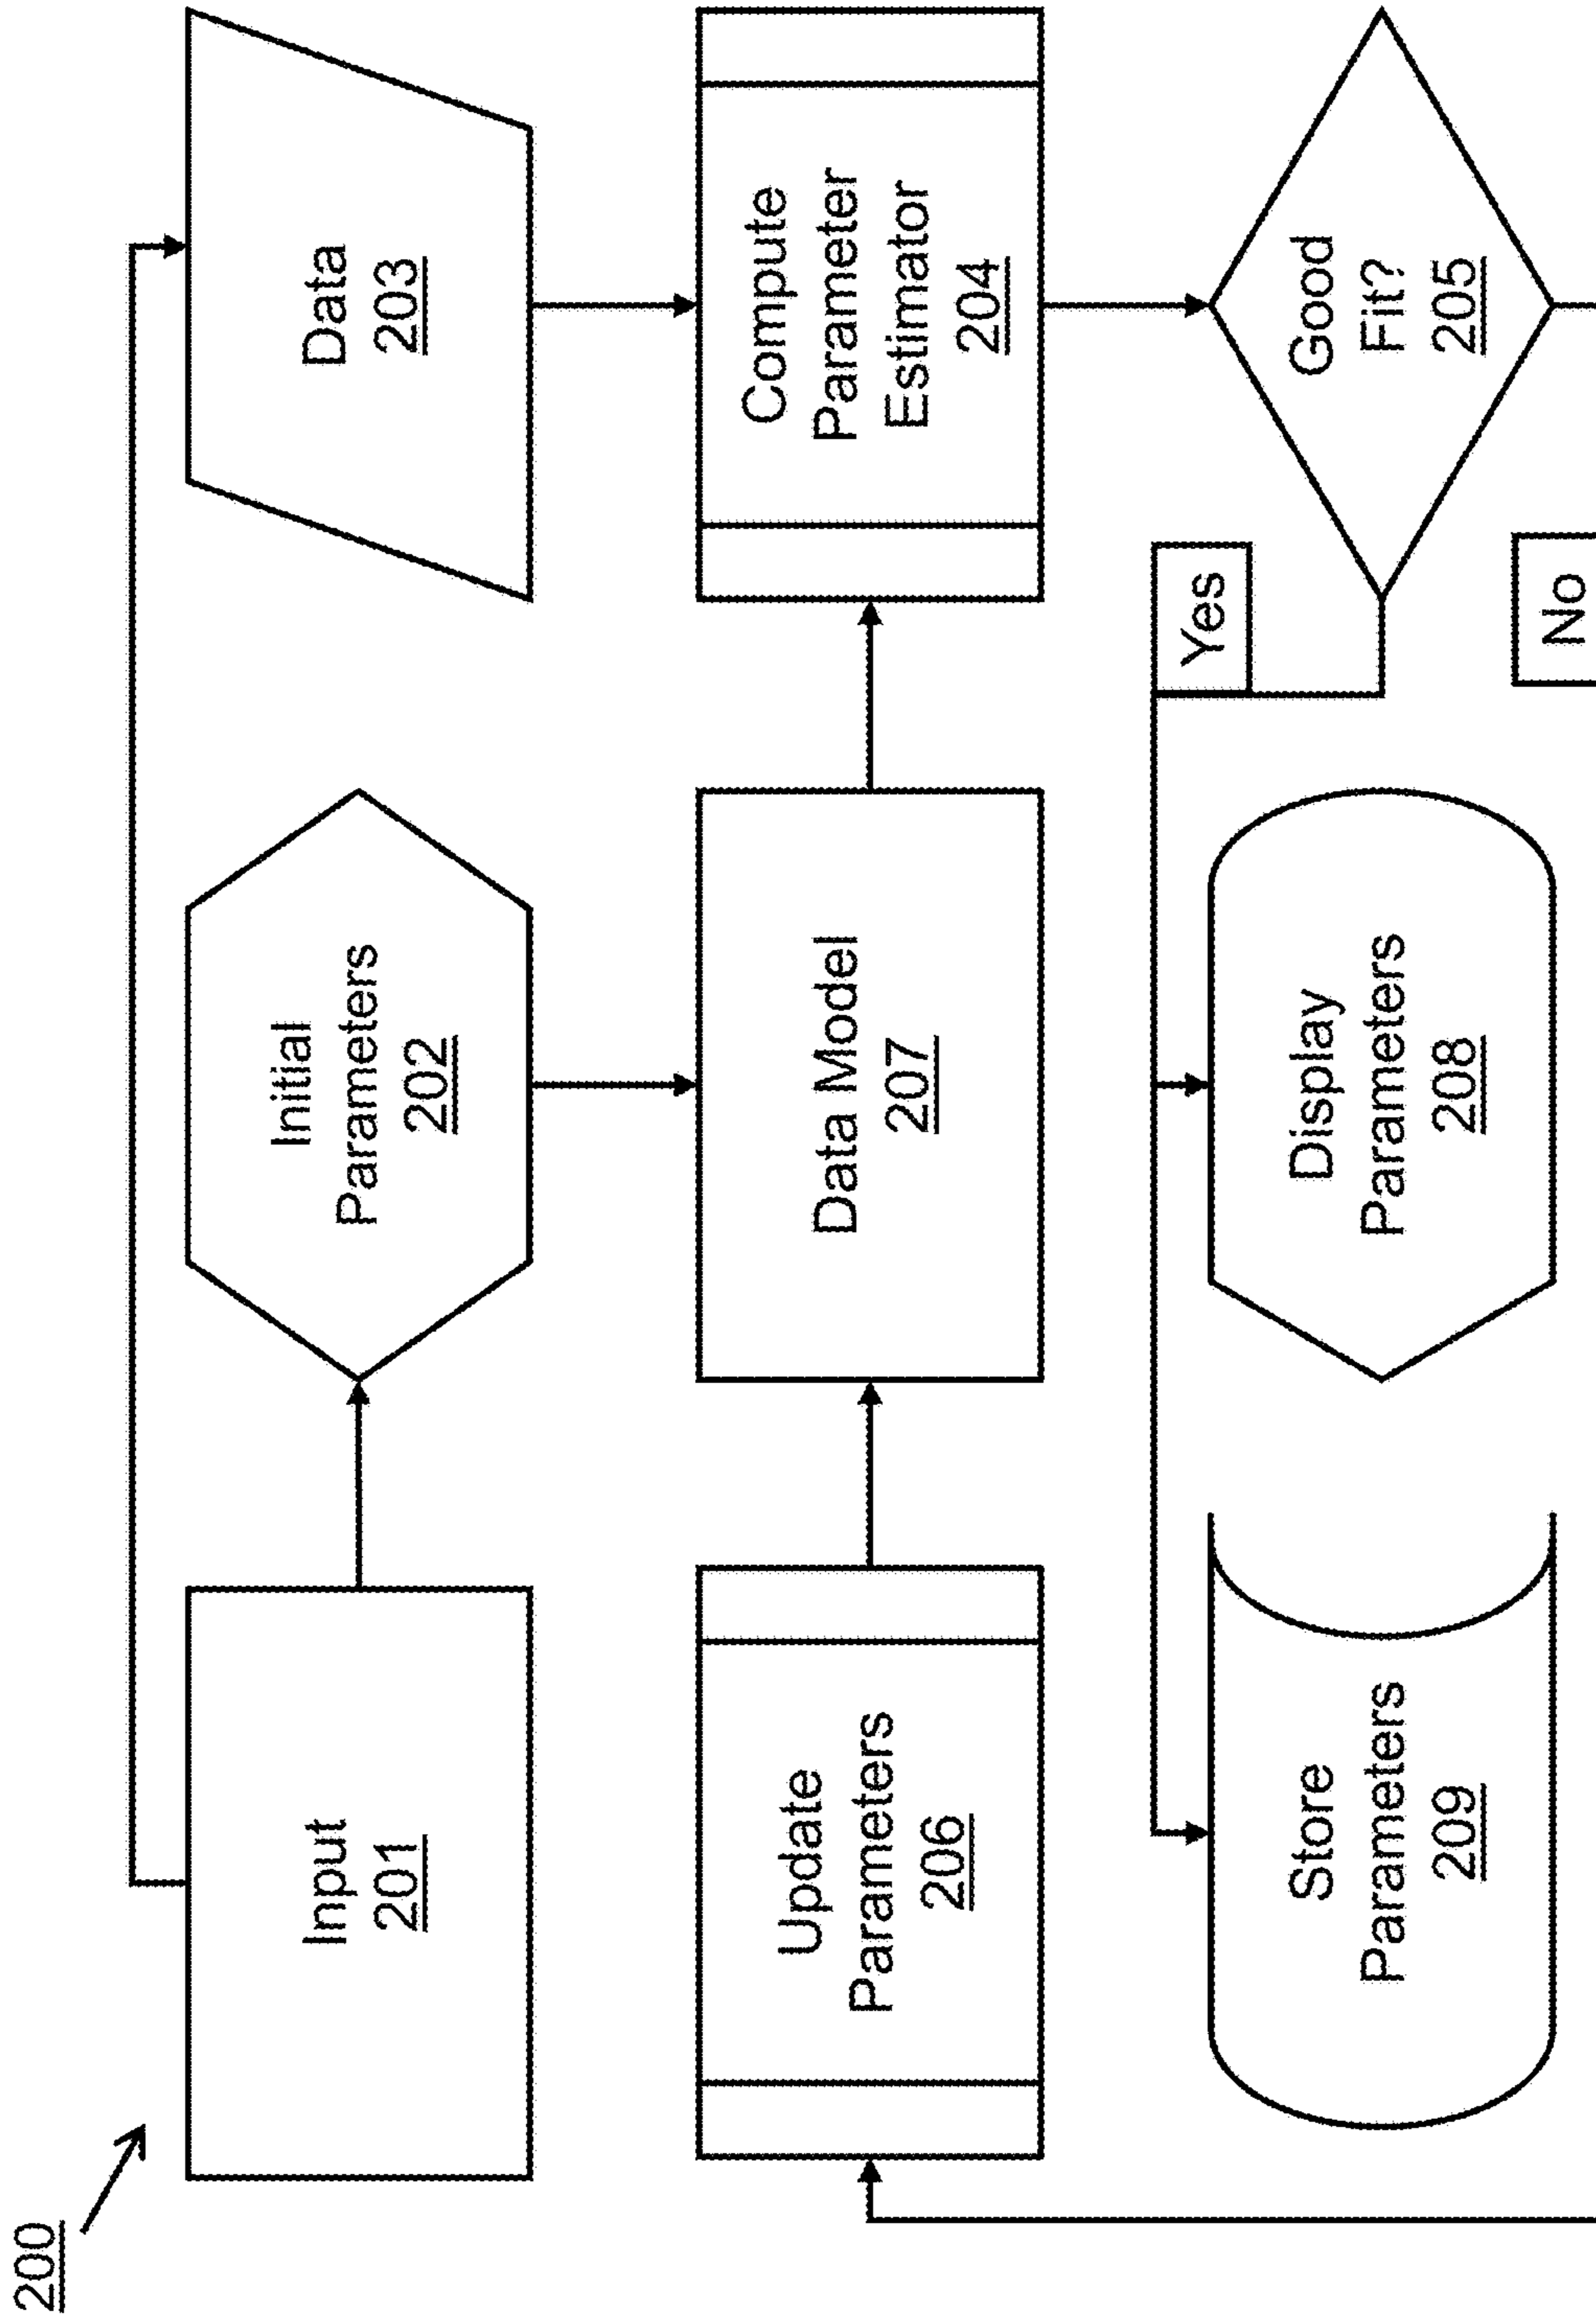 200
Input
201
Initial
Parameters
202
Data
203
Update
Parameters
206
Data Model
207
Compute
Parameter
Estimator
204
Store
Parameters
209
Display
Parameters
208
Yes
Good
Fit?
205
No